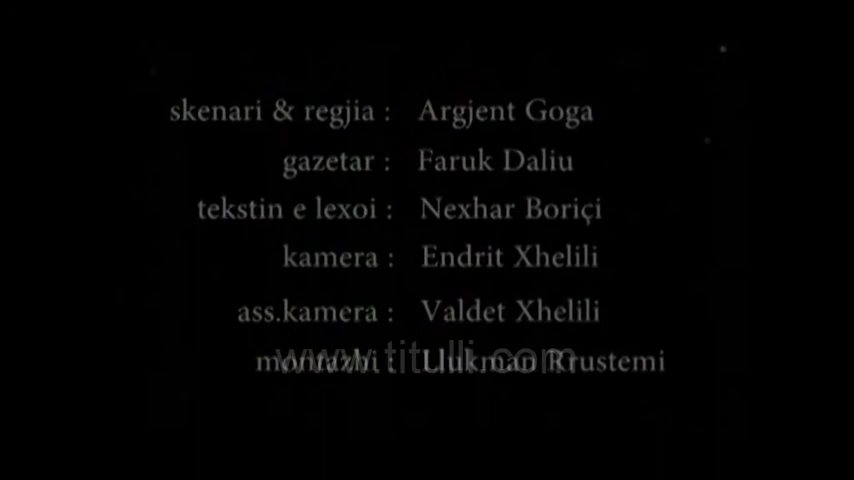 skenari & regjia : Argjent Goga
gazetar : Faruk Daliu
tekstin e lexoi : Nexhar Boriçi
kamera : Endrit Xhelili
ass.kamera : Valdet Xhelili
montazhi : Llukman Rrustemi
www.titulli.com